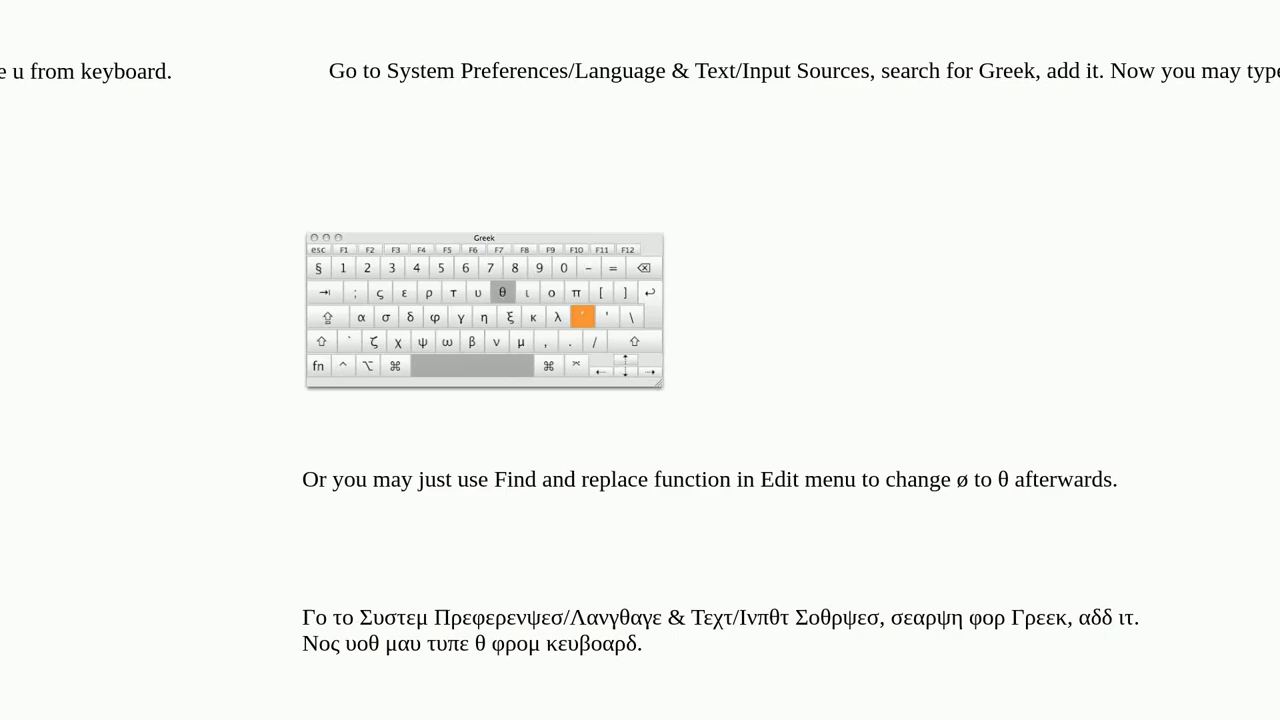 e u from keyboard. Go to System Preferences/Language & Text/Input Sources, search for Greek, add it. Now you may type
Greek
esc F1 F2 F3 F4 F5 F6 F7 F8 F9 F10 F11 F12
§ 1 2 3 4 5 6 7 8 9 0 – =
; ς ε ρ τ υ θ ι ο π [ ]
α σ δ φ γ η ξ κ λ ΄ ' \
` ζ χ ψ ω β ν μ , . /
fn ^ ⌥ ⌘ ⌘
Or you may just use Find and replace function in Edit menu to change ø to θ afterwards.
Γο το Συστεμ Πρεφερενψεσ/Λανγθαγε & Τεχτ/Ινπθτ Σοθρψεσ, σεαρψη φορ Γρεεκ, αδδ ιτ.
Νος υοθ μαυ τυπε θ φρομ κευβοαρδ.